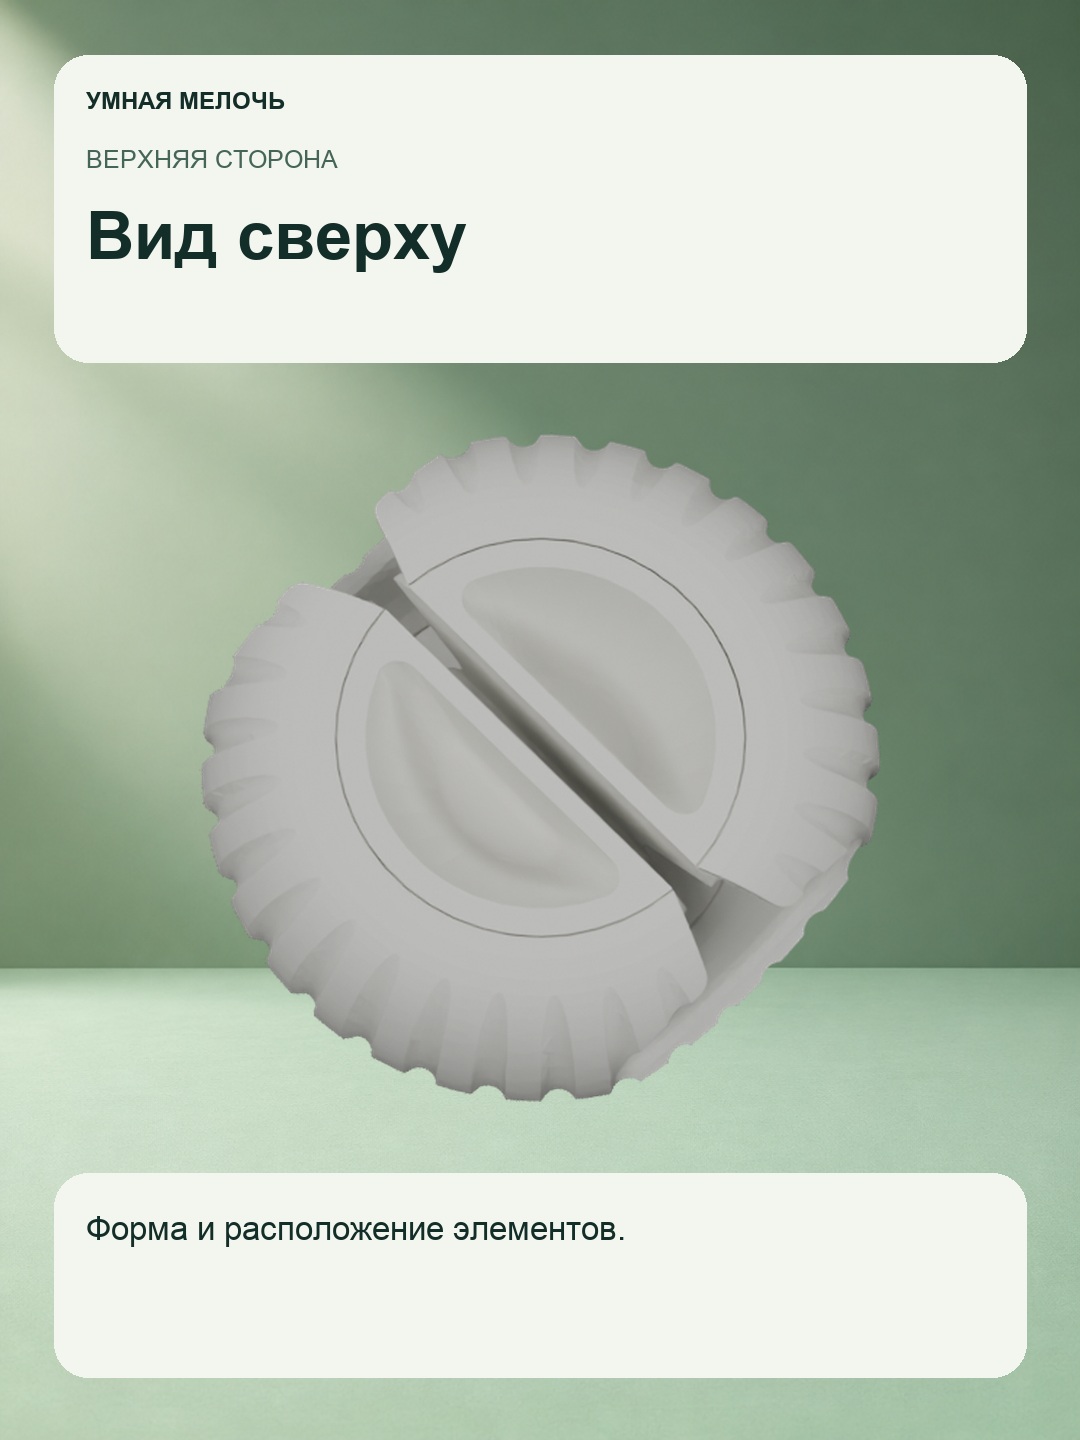 УМНАЯ МЕЛОЧЬ
ВЕРХНЯЯ СТОРОНА
Вид сверху
Форма и расположение элементов.